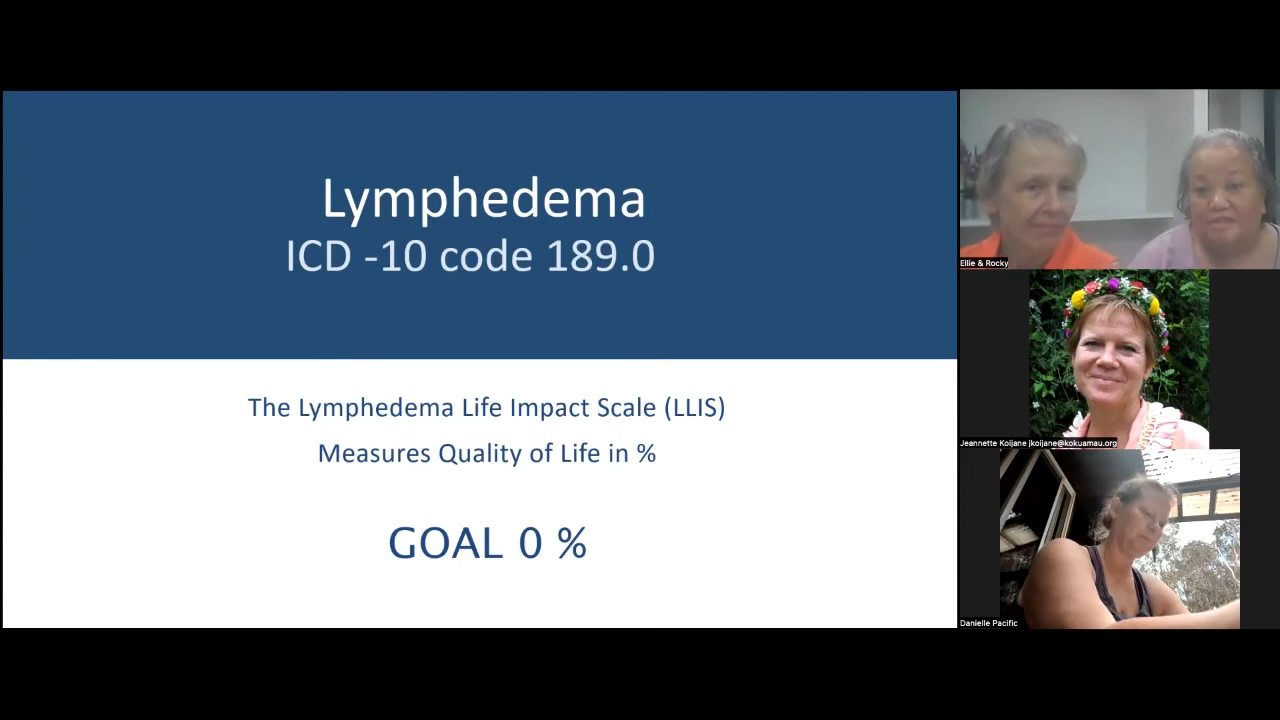 Lymphedema
ICD -10 code 189.0
The Lymphedema Life Impact Scale (LLIS)
Measures Quality of Life in %
GOAL 0 %
Ellie & Rocky
Jeannette Koijane jkoijane@kokuamau.org
Danielle Pacific